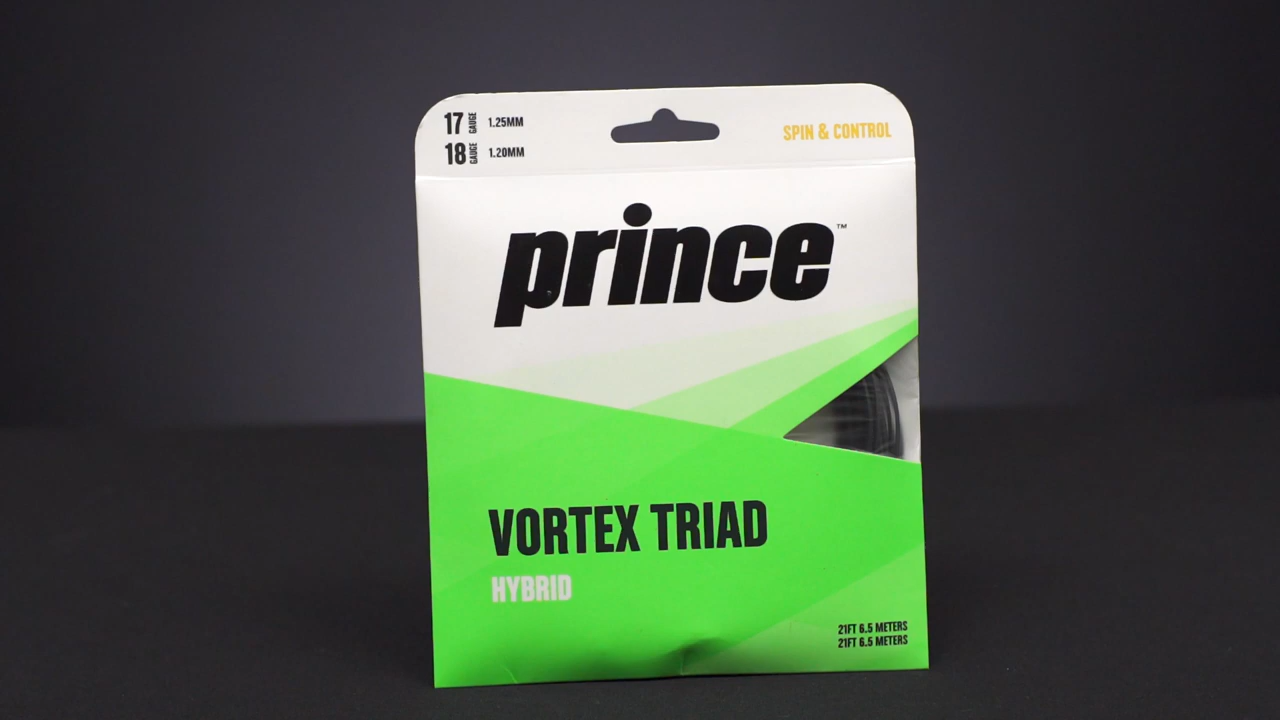 17 GAUGE 1.25MM
18 GAUGE 1.20MM
SPIN & CONTROL
prince™
VORTEX TRIAD
HYBRID
21FT 6.5 METERS
21FT 6.5 METERS